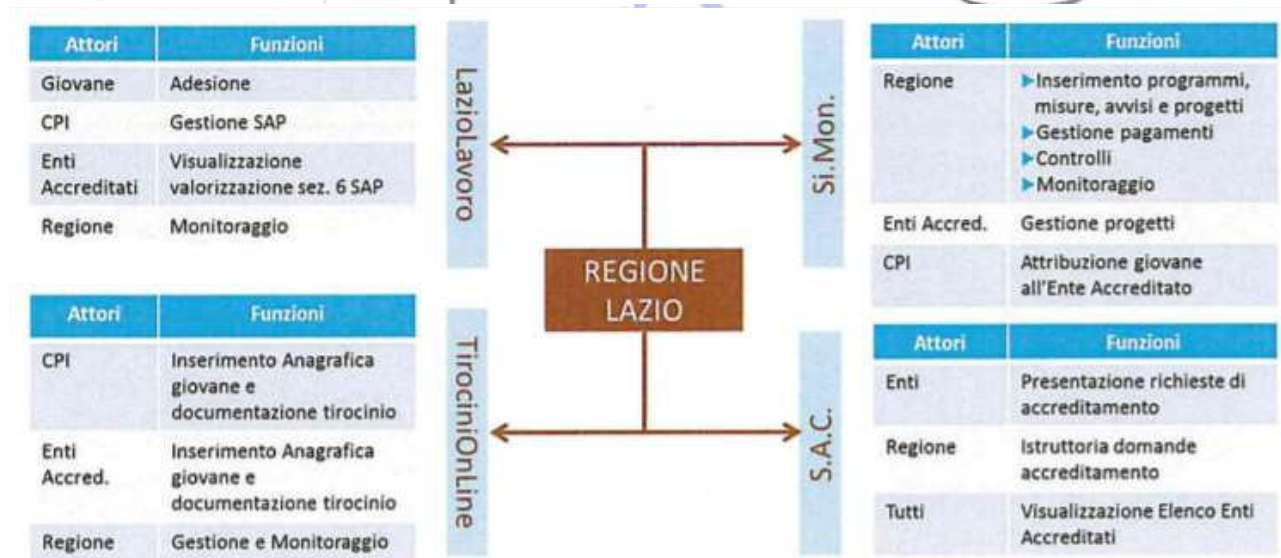 Attori Funzioni
Giovane Adesione
CPI Gestione SAP
Enti Visualizzazione
Accreditati valorizzazione sez. 6 SAP
Regione Monitoraggio
LazioLavoro
Attori Funzioni
CPI Inserimento Anagrafica
giovane e
documentazione tirocinio
Enti Inserimento Anagrafica
Accred. giovane e
documentazione tirocinio
Regione Gestione e Monitoraggio
TirociniOnLine
REGIONE
LAZIO
Si.Mon.
Attori Funzioni
Regione ▶Inserimento programmi,
misure, avvisi e progetti
▶Gestione pagamenti
▶Controlli
▶Monitoraggio
Enti Accred. Gestione progetti
CPI Attribuzione giovane
all'Ente Accreditato
S.A.C.
Attori Funzioni
Enti Presentazione richieste di
accreditamento
Regione Istruttoria domande
accreditamento
Tutti Visualizzazione Elenco Enti
Accreditati